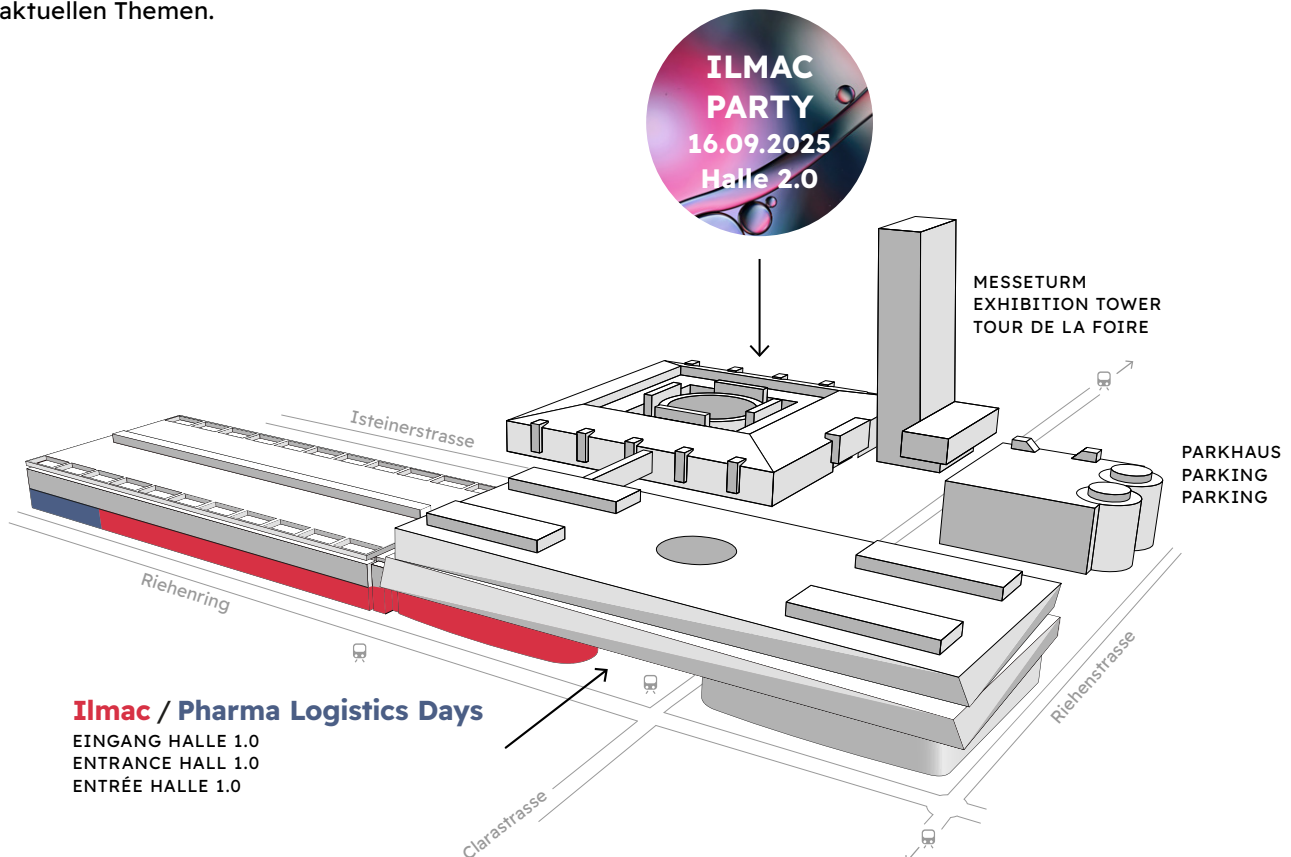 aktuellen Themen.
ILMAC
PARTY
16.09.2025
Halle 2.0
MESSETURM
EXHIBITION TOWER
TOUR DE LA FOIRE
Isteinerstrasse
PARKHAUS
PARKING
PARKING
Riehenring
Riehenstrasse
Ilmac / Pharma Logistics Days
EINGANG HALLE 1.0
ENTRANCE HALL 1.0
ENTRÉE HALLE 1.0
Clarastrasse